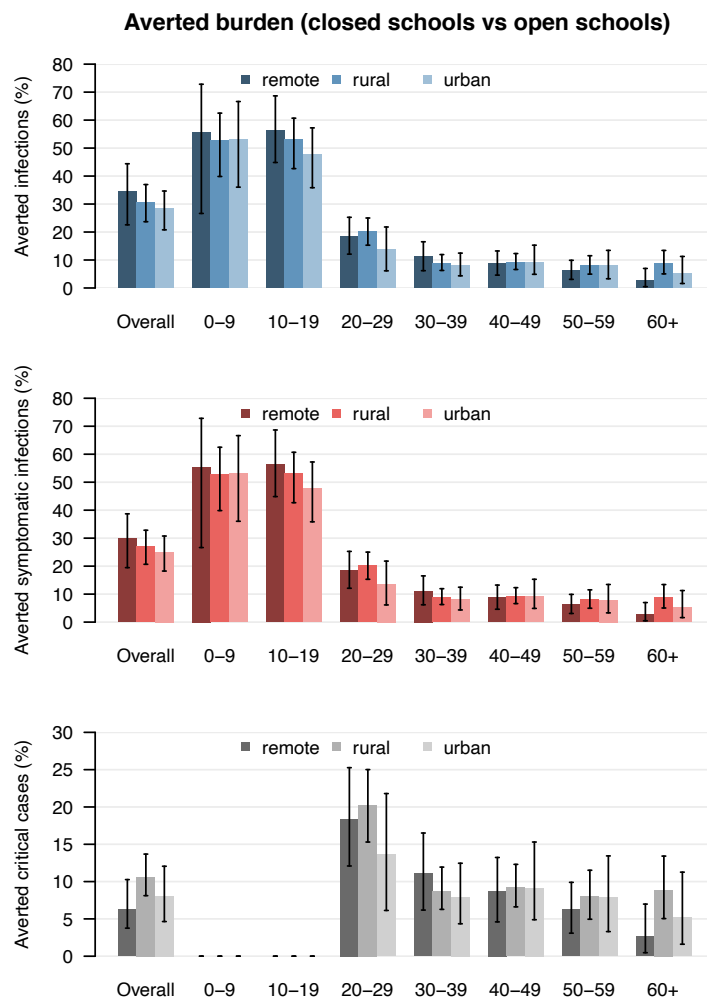 Averted burden (closed schools vs open schools)
Averted infections (%)
remote rural urban
80
70
60
50
40
30
20
10
0
Overall 0–9 10–19 20–29 30–39 40–49 50–59 60+
Averted symptomatic infections (%)
remote rural urban
80
70
60
50
40
30
20
10
0
Overall 0–9 10–19 20–29 30–39 40–49 50–59 60+
Averted critical cases (%)
remote rural urban
30
25
20
15
10
5
0
Overall 0–9 10–19 20–29 30–39 40–49 50–59 60+